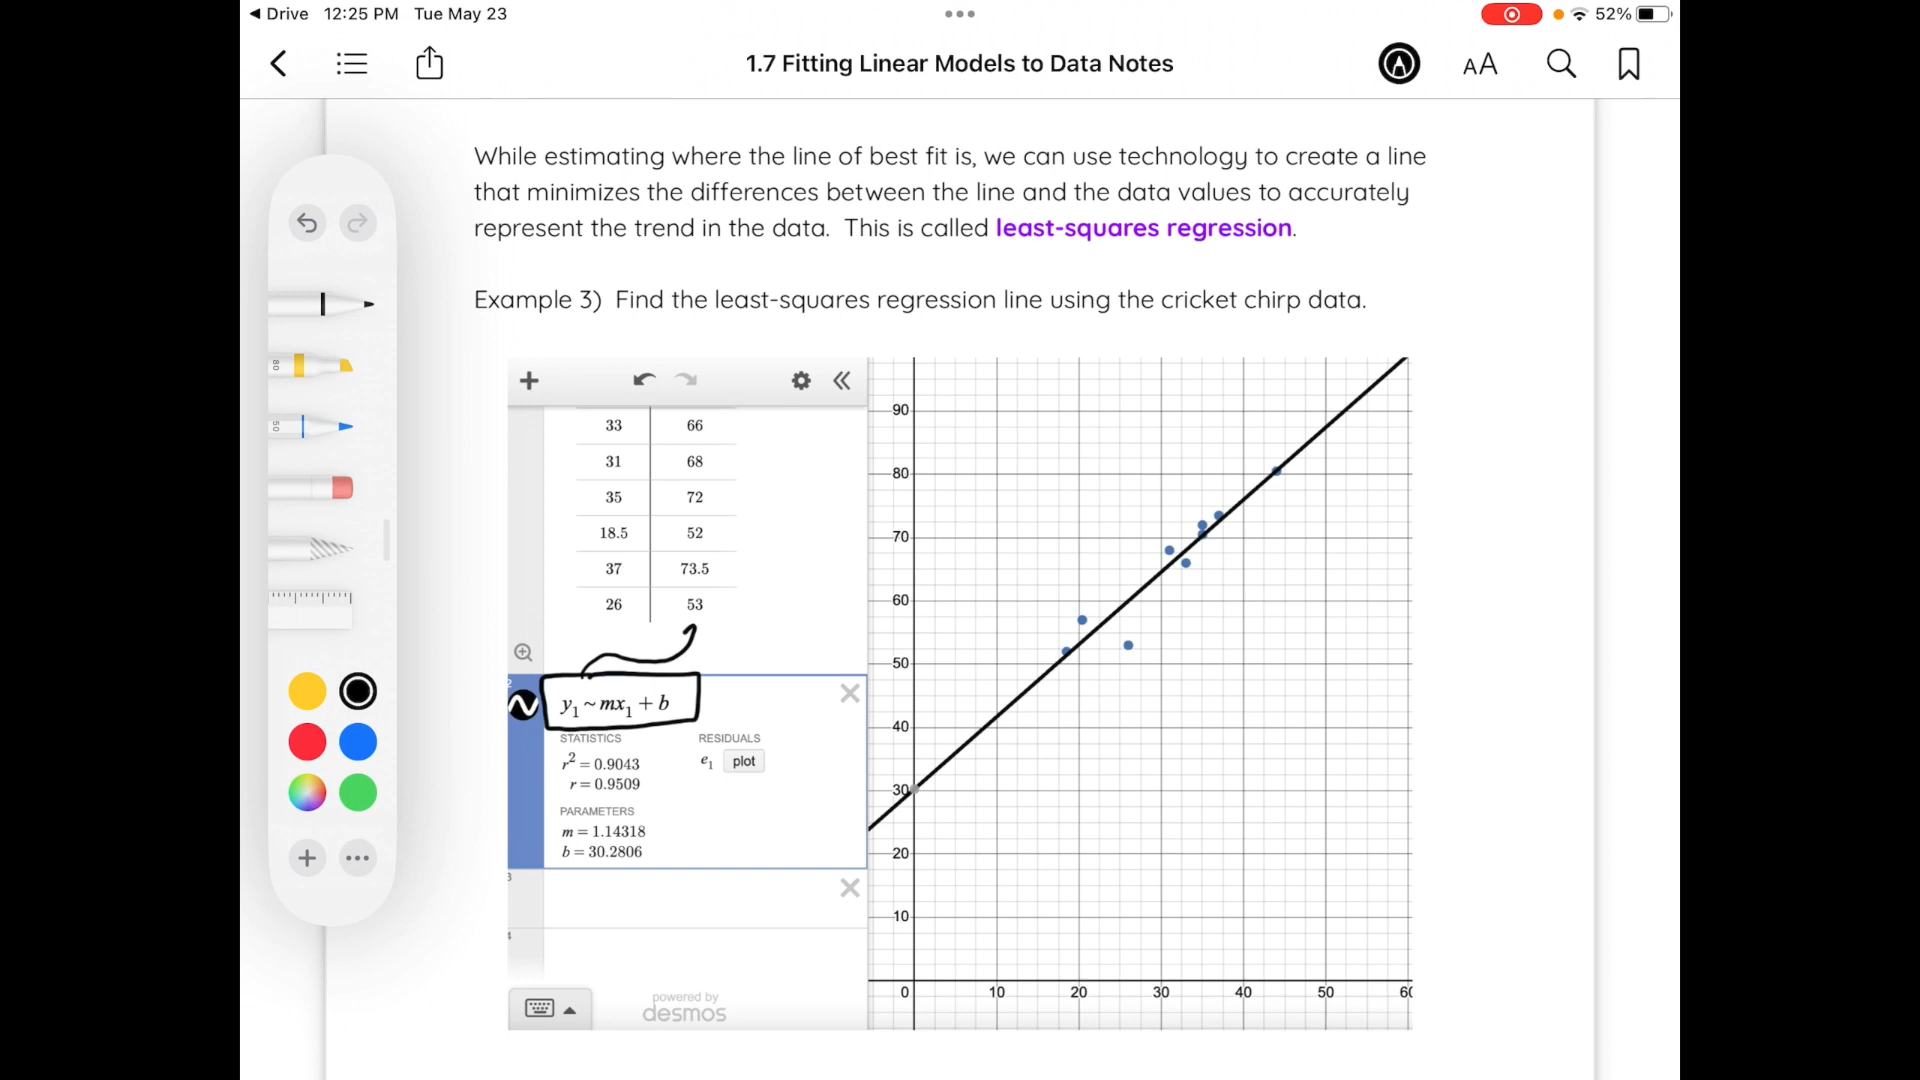 Drive 12:25 PM Tue May 23
52%
1.7 Fitting Linear Models to Data Notes
AA
While estimating where the line of best fit is, we can use technology to create a line
that minimizes the differences between the line and the data values to accurately
represent the trend in the data. This is called least-squares regression.
Example 3) Find the least-squares regression line using the cricket chirp data.
80
50
33 66
31 68
35 72
18.5 52
37 73.5
26 53
2
y₁ ~ mx₁ + b
STATISTICS
r² = 0.9043
r = 0.9509
RESIDUALS
e₁ plot
PARAMETERS
m = 1.14318
b = 30.2806
3
4
powered by
desmos
90
80
70
60
50
40
30
20
10
0 10 20 30 40 50 60